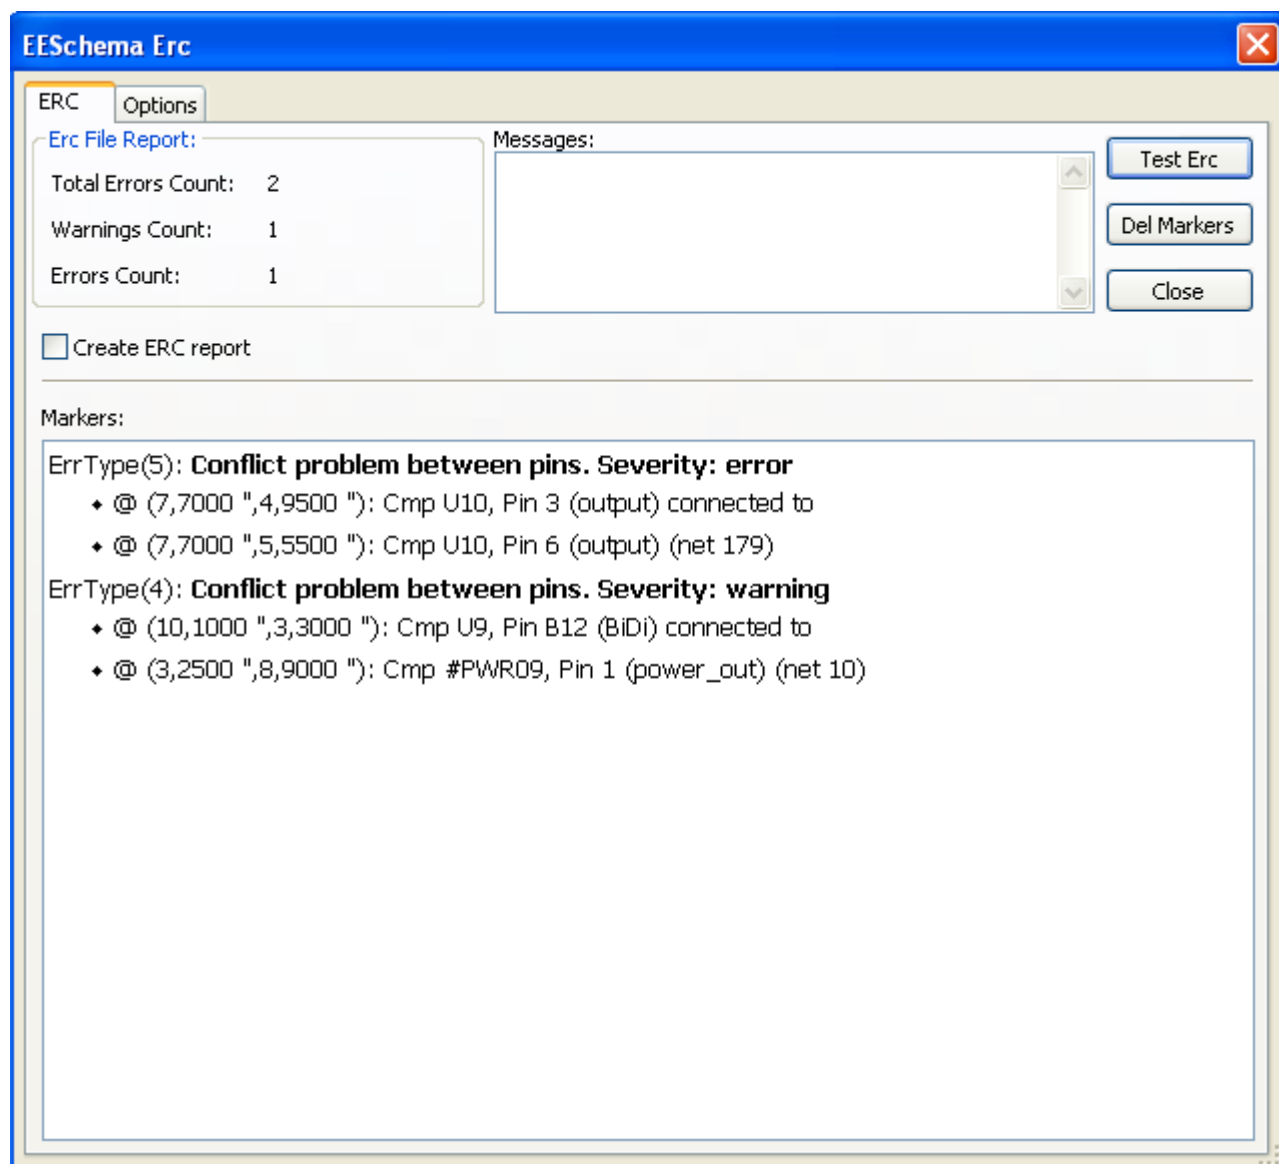 EESchema Erc
ERC
Options
Erc File Report:
Total Errors Count: 2
Warnings Count: 1
Errors Count: 1
Messages:
Test Erc
Del Markers
Close
Create ERC report
Markers:
ErrType(5): Conflict problem between pins. Severity: error
@ (7,7000 ",4,9500 "): Cmp U10, Pin 3 (output) connected to
@ (7,7000 ",5,5500 "): Cmp U10, Pin 6 (output) (net 179)
ErrType(4): Conflict problem between pins. Severity: warning
@ (10,1000 ",3,3000 "): Cmp U9, Pin B12 (BiDi) connected to
@ (3,2500 ",8,9000 "): Cmp #PWR09, Pin 1 (power_out) (net 10)